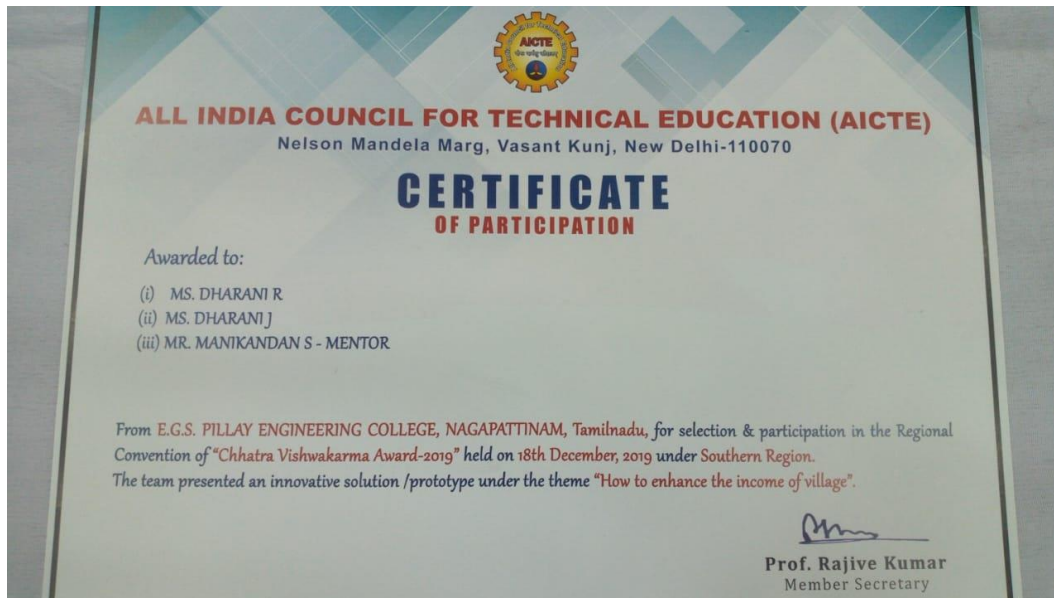 AICTE
ALL INDIA COUNCIL FOR TECHNICAL EDUCATION (AICTE)
Nelson Mandela Marg, Vasant Kunj, New Delhi-110070
CERTIFICATE
OF PARTICIPATION
Awarded to:
(i) MS. DHARANI R
(ii) MS. DHARANI J
(iii) MR. MANIKANDAN S - MENTOR
From E.G.S. PILLAY ENGINEERING COLLEGE, NAGAPATTINAM, Tamilnadu, for selection & participation in the Regional
Convention of "Chhatra Vishwakarma Award-2019" held on 18th December, 2019 under Southern Region.
The team presented an innovative solution /prototype under the theme "How to enhance the income of village".
Prof. Rajive Kumar
Member Secretary